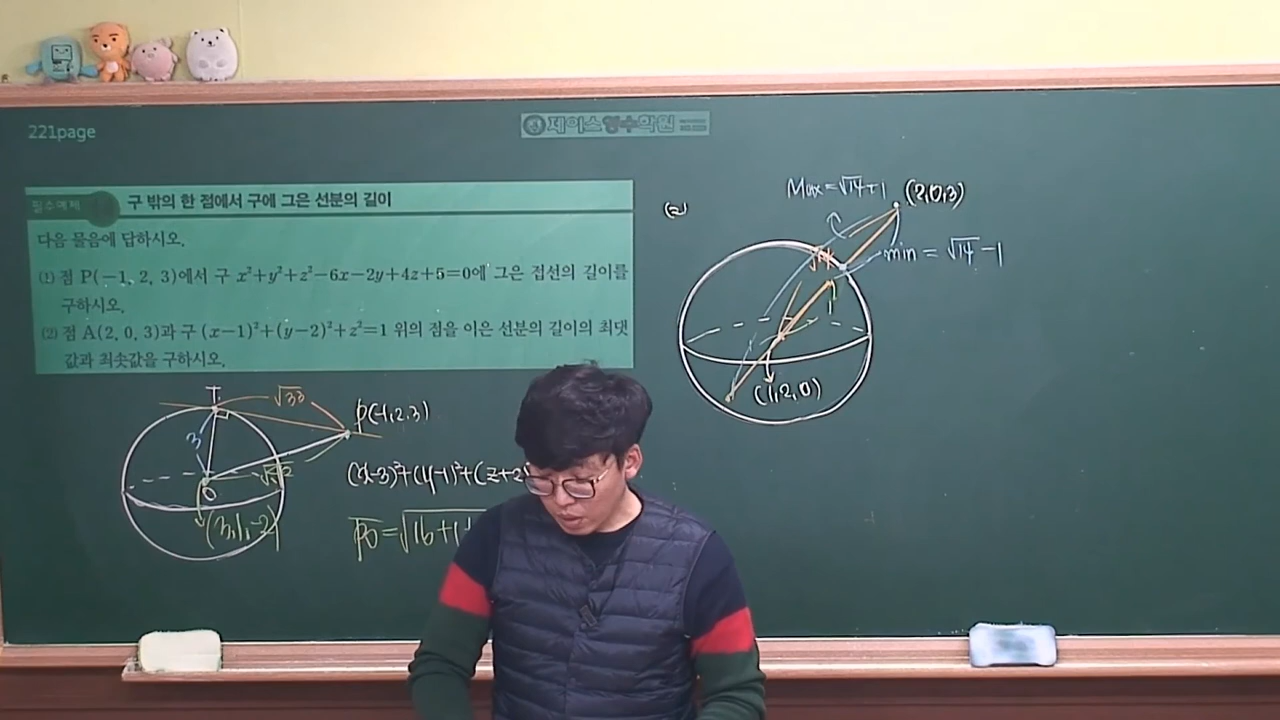 221page
제이스영수학원
필수예제
구 밖의 한 점에서 구에 그은 선분의 길이
다음 물음에 답하시오.
(1) 점 P(−1, 2, 3)에서 구 x²+y²+z²−6x−2y+4z+5=0에 그은 접선의 길이를
구하시오.
(2) 점 A(2, 0, 3)과 구 (x−1)²+(y−2)²+z²=1 위의 점을 이은 선분의 길이의 최댓
값과 최솟값을 구하시오.
T
√33
P(-1,2,3)
3
O
(3,1,-2)
(x-3)²+(y-1)²+(z+2
PO=√16+1+
(2)
Max=√14+1
(2,0,3)
√14
min=√14-1
1
(1,2,0)